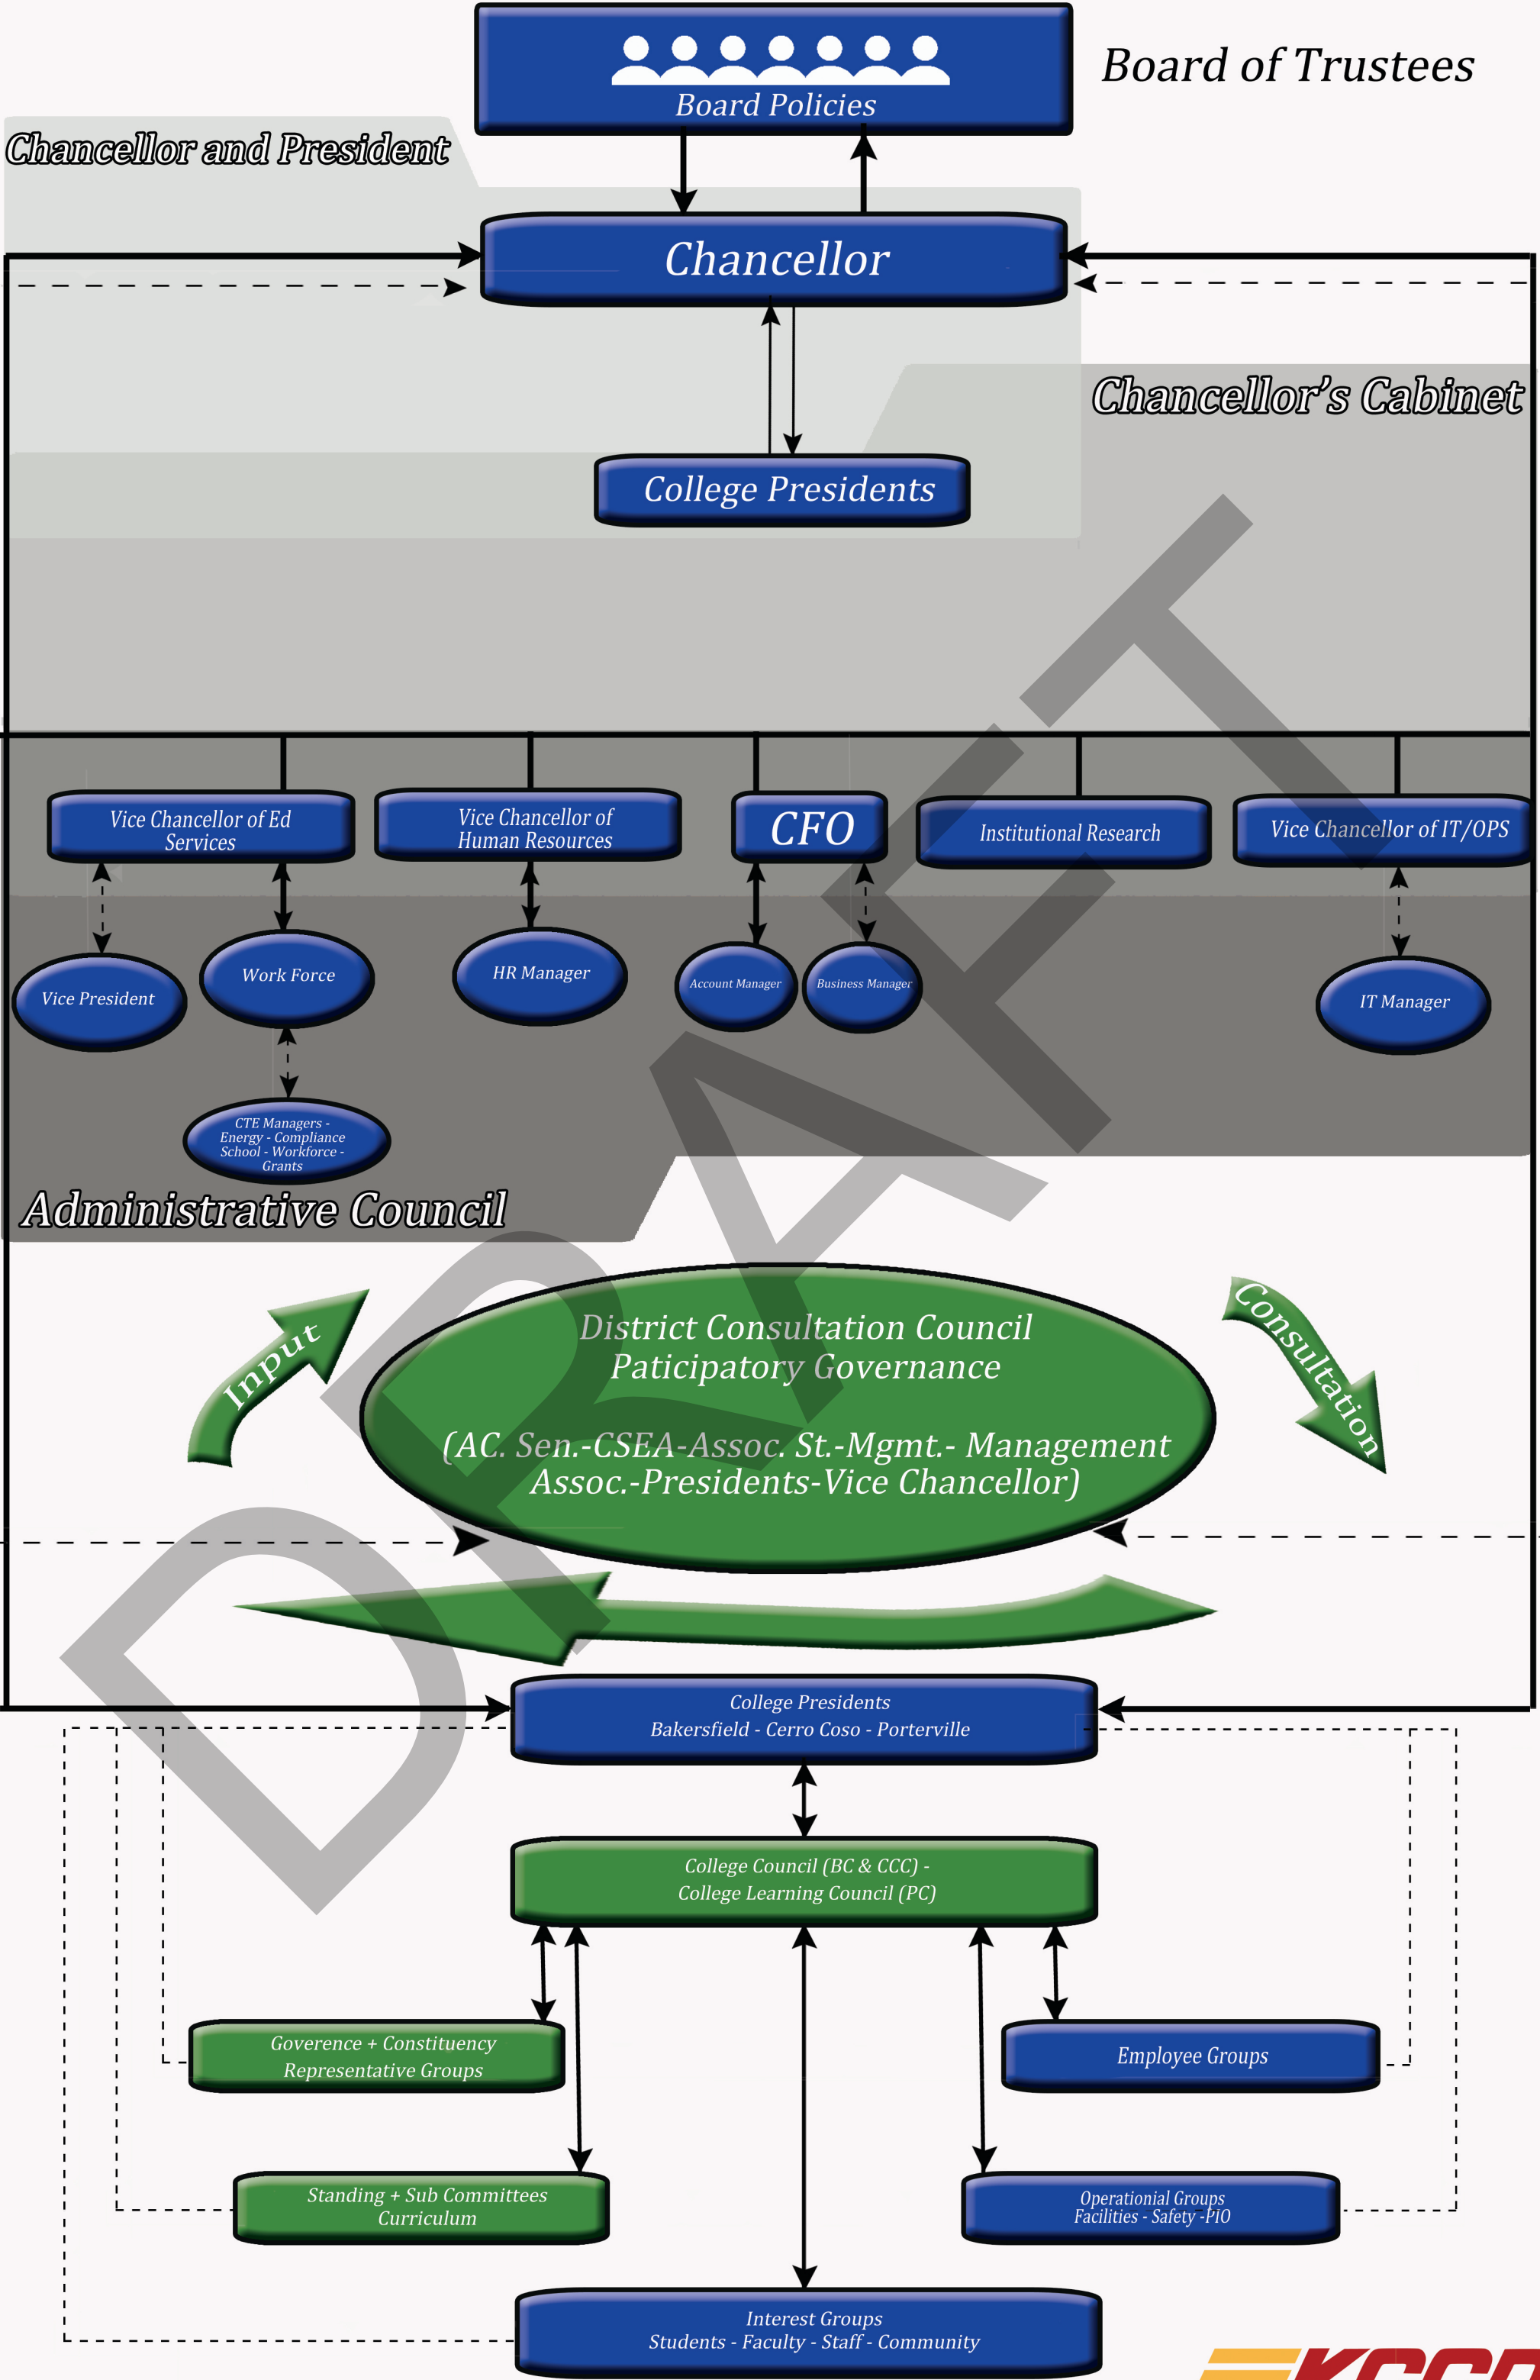 Board Policies
Board of Trustees
Chancellor and President
Chancellor
Chancellor's Cabinet
College Presidents
Vice Chancellor of Ed
Services
Vice Chancellor of
Human Resources
CFO
Institutional Research
Vice Chancellor of IT/OPS
Vice President
Work Force
HR Manager
Account Manager
Business Manager
IT Manager
CTE Managers -
Energy - Compliance
School - Workforce -
Grants
Administrative Council
Input
District Consultation Council
Paticipatory Governance
(AC. Sen.-CSEA-Assoc. St.-Mgmt.- Management
Assoc.-Presidents-Vice Chancellor)
Consultation
College Presidents
Bakersfield - Cerro Coso - Porterville
College Council (BC & CCC) -
College Learning Council (PC)
Goverence + Constituency
Representative Groups
Employee Groups
Standing + Sub Committees
Curriculum
Operationial Groups
Facilities - Safety -PIO
Interest Groups
Students - Faculty - Staff - Community
DRAFT